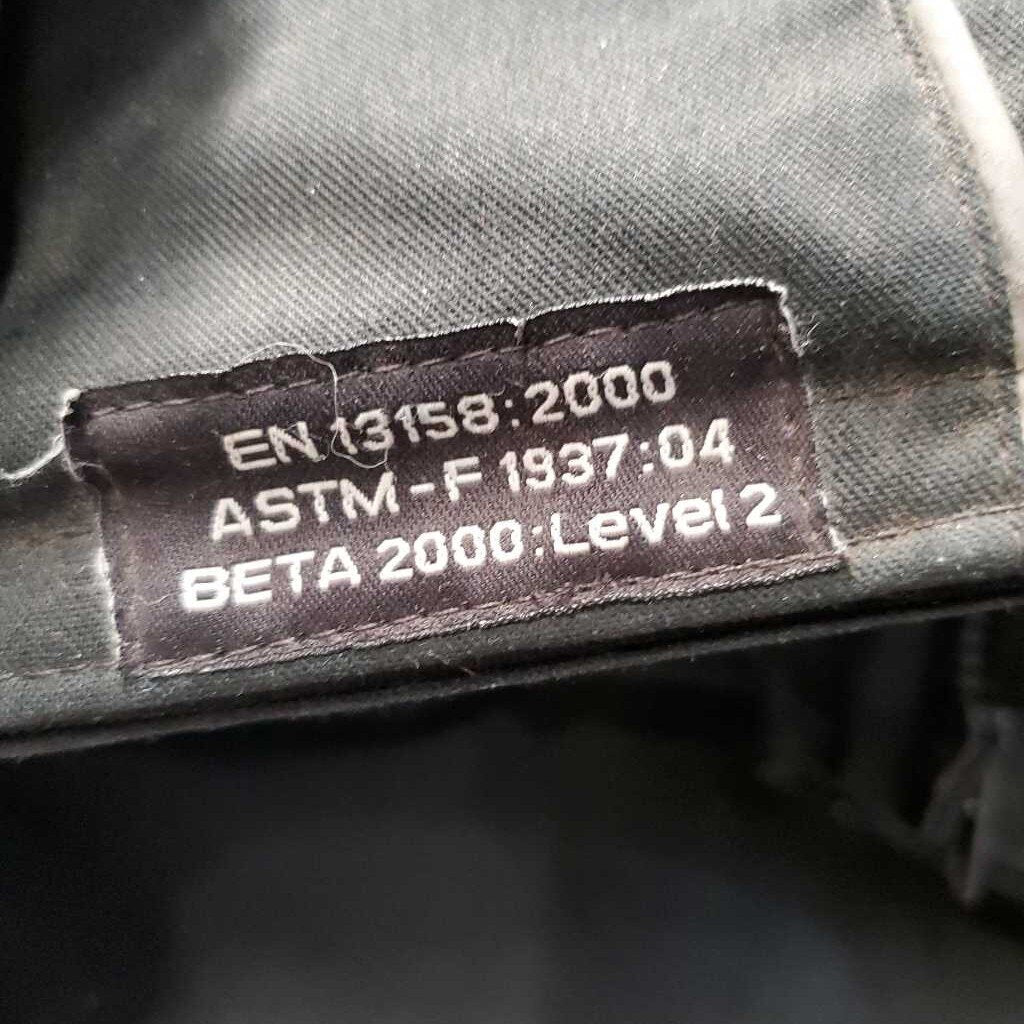 EN 13158:2000
ASTM-F 1937:04
BETA 2000:Level 2